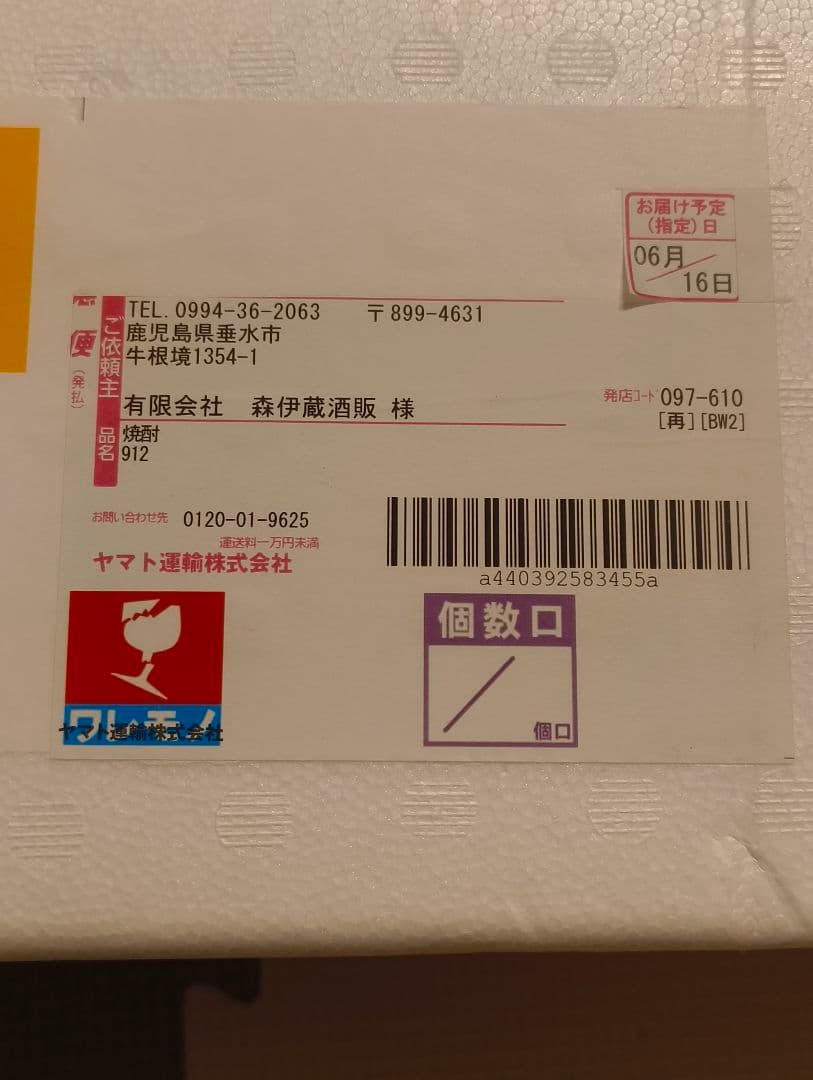 お届け予定
(指定)日
06月
16日
便
(発払)
ご依頼主
TEL. 0994-36-2063 〒899-4631
鹿児島県垂水市
牛根境1354-1
有限会社 森伊蔵酒販 様
発店コード 097-610
[再][BW2]
品名
焼酎
912
お問い合わせ先 0120-01-9625
運送料一万円未満
ヤマト運輸株式会社
a440392583455a
ワレモノ
ヤマト運輸株式会社
個数口
個口